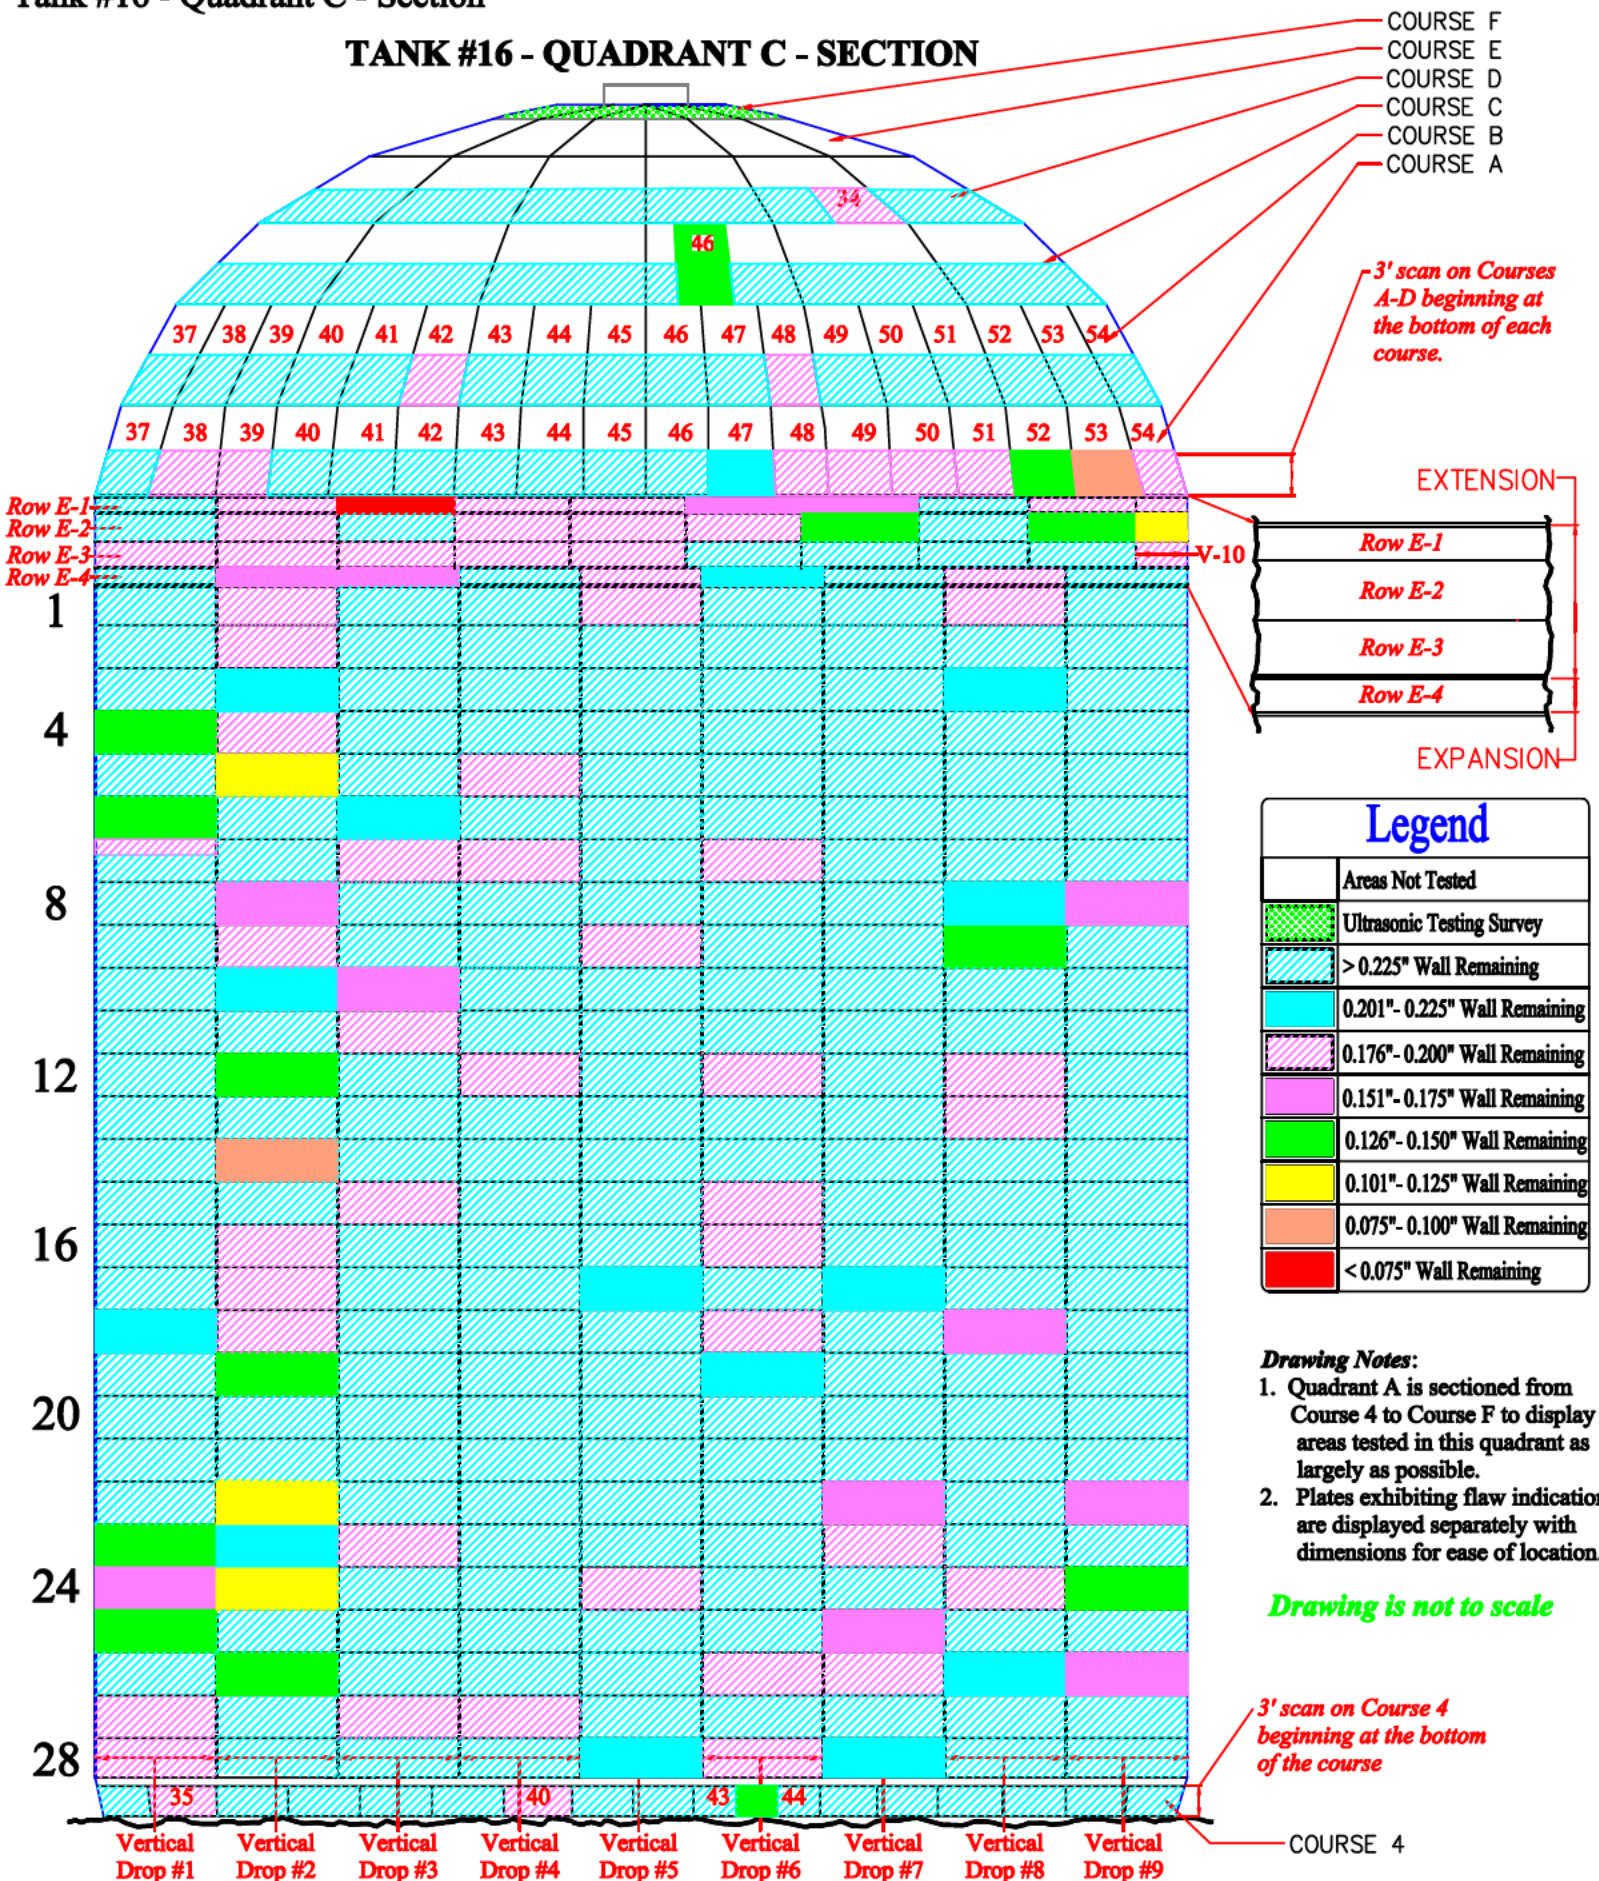 Tank #16 - Quadrant C - Section
TANK #16 - QUADRANT C - SECTION
COURSE F
COURSE E
COURSE D
COURSE C
COURSE B
COURSE A
34
46
3' scan on Courses
A-D beginning at
the bottom of each
course.
37 38 39 40 41 42 43 44 45 46 47 48 49 50 51 52 53 54
37 38 39 40 41 42 43 44 45 46 47 48 49 50 51 52 53 54
Row E-1
Row E-2
Row E-3
Row E-4
V-10
EXTENSION
Row E-1
Row E-2
Row E-3
Row E-4
EXPANSION
1
4
8
12
16
20
24
28
Legend
Areas Not Tested
Ultrasonic Testing Survey
> 0.225" Wall Remaining
0.201"- 0.225" Wall Remaining
0.176"- 0.200" Wall Remaining
0.151"- 0.175" Wall Remaining
0.126"- 0.150" Wall Remaining
0.101"- 0.125" Wall Remaining
0.075"- 0.100" Wall Remaining
< 0.075" Wall Remaining
Drawing Notes:
1. Quadrant A is sectioned from
Course 4 to Course F to display
areas tested in this quadrant as
largely as possible.
2. Plates exhibiting flaw indication
are displayed separately with
dimensions for ease of location.
Drawing is not to scale
3' scan on Course 4
beginning at the bottom
of the course
35 40 43 44
COURSE 4
Vertical
Drop #1
Vertical
Drop #2
Vertical
Drop #3
Vertical
Drop #4
Vertical
Drop #5
Vertical
Drop #6
Vertical
Drop #7
Vertical
Drop #8
Vertical
Drop #9